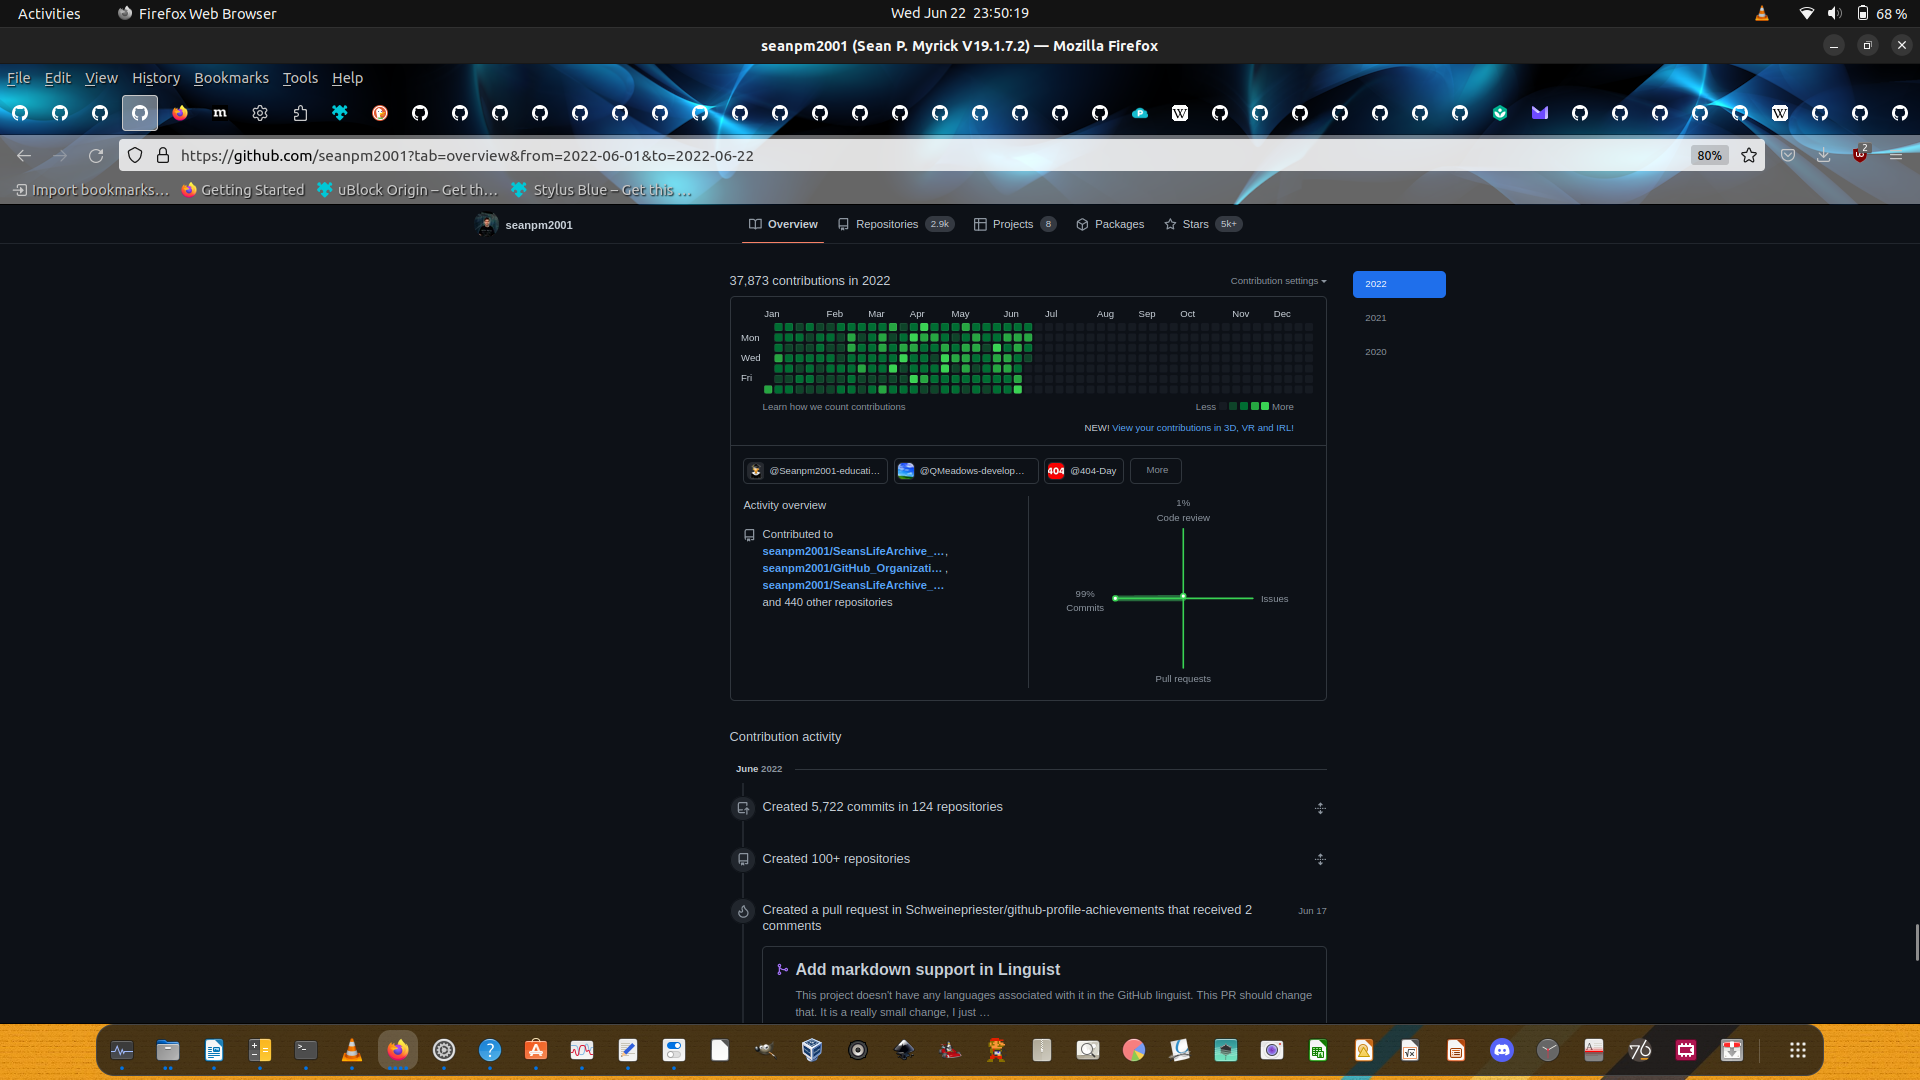 Activities
Firefox Web Browser
Wed Jun 22 23:50:19
68 %
seanpm2001 (Sean P. Myrick V19.1.7.2) — Mozilla Firefox
File Edit View History Bookmarks Tools Help
https://github.com/seanpm2001?tab=overview&from=2022-06-01&to=2022-06-22
80%
2
Import bookmarks…
Getting Started
uBlock Origin – Get th…
Stylus Blue – Get this …
seanpm2001
Overview
Repositories 2.9k
Projects 8
Packages
Stars 5k+
37,873 contributions in 2022
Contribution settings
2022
2021
2020
Jan Feb Mar Apr May Jun Jul Aug Sep Oct Nov Dec
Mon
Wed
Fri
Learn how we count contributions
Less
More
NEW! View your contributions in 3D, VR and IRL!
@Seanpm2001-educati…
@QMeadows-develop…
404 @404-Day
More
Activity overview
Contributed to
seanpm2001/SeansLifeArchive_…,
seanpm2001/GitHub_Organizati… ,
seanpm2001/SeansLifeArchive_…
and 440 other repositories
1%
Code review
99%
Commits
Issues
Pull requests
Contribution activity
June 2022
Created 5,722 commits in 124 repositories
Created 100+ repositories
Created a pull request in Schweinepriester/github-profile-achievements that received 2
comments
Jun 17
Add markdown support in Linguist
This project doesn't have any languages associated with it in the GitHub linguist. This PR should change
that. It is a really small change, I just …
76